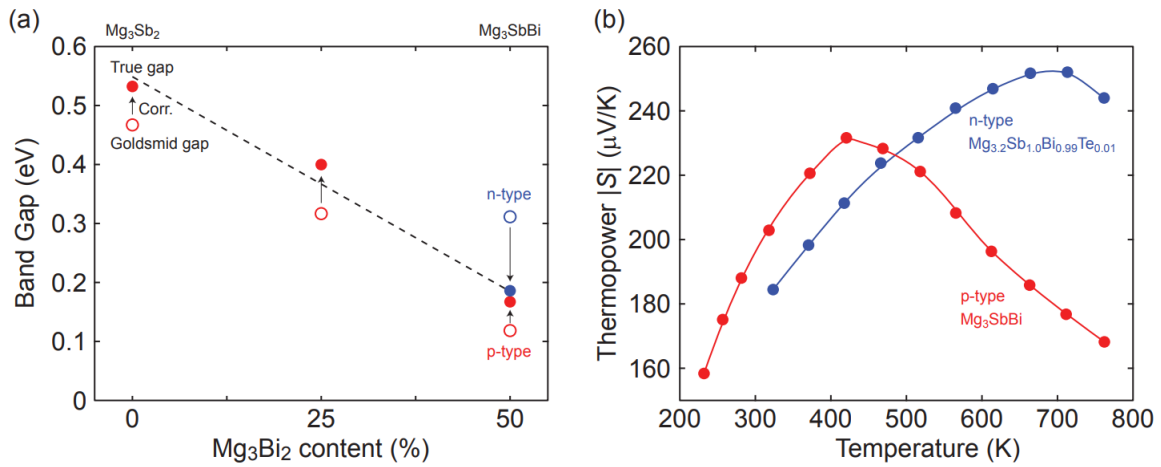 (a)
Mg₃Sb₂
Mg₃SbBi
0.6
0.5
0.4
0.3
0.2
0.1
0
Band Gap (eV)
True gap
Corr.
Goldsmid gap
n-type
p-type
0
25
50
Mg₃Bi₂ content (%)
(b)
260
240
220
200
180
160
Thermopower |S| (μV/K)
n-type
Mg₃.₂Sb₁.₀Bi₀.₉₉Te₀.₀₁
p-type
Mg₃SbBi
200
300
400
500
600
700
800
Temperature (K)